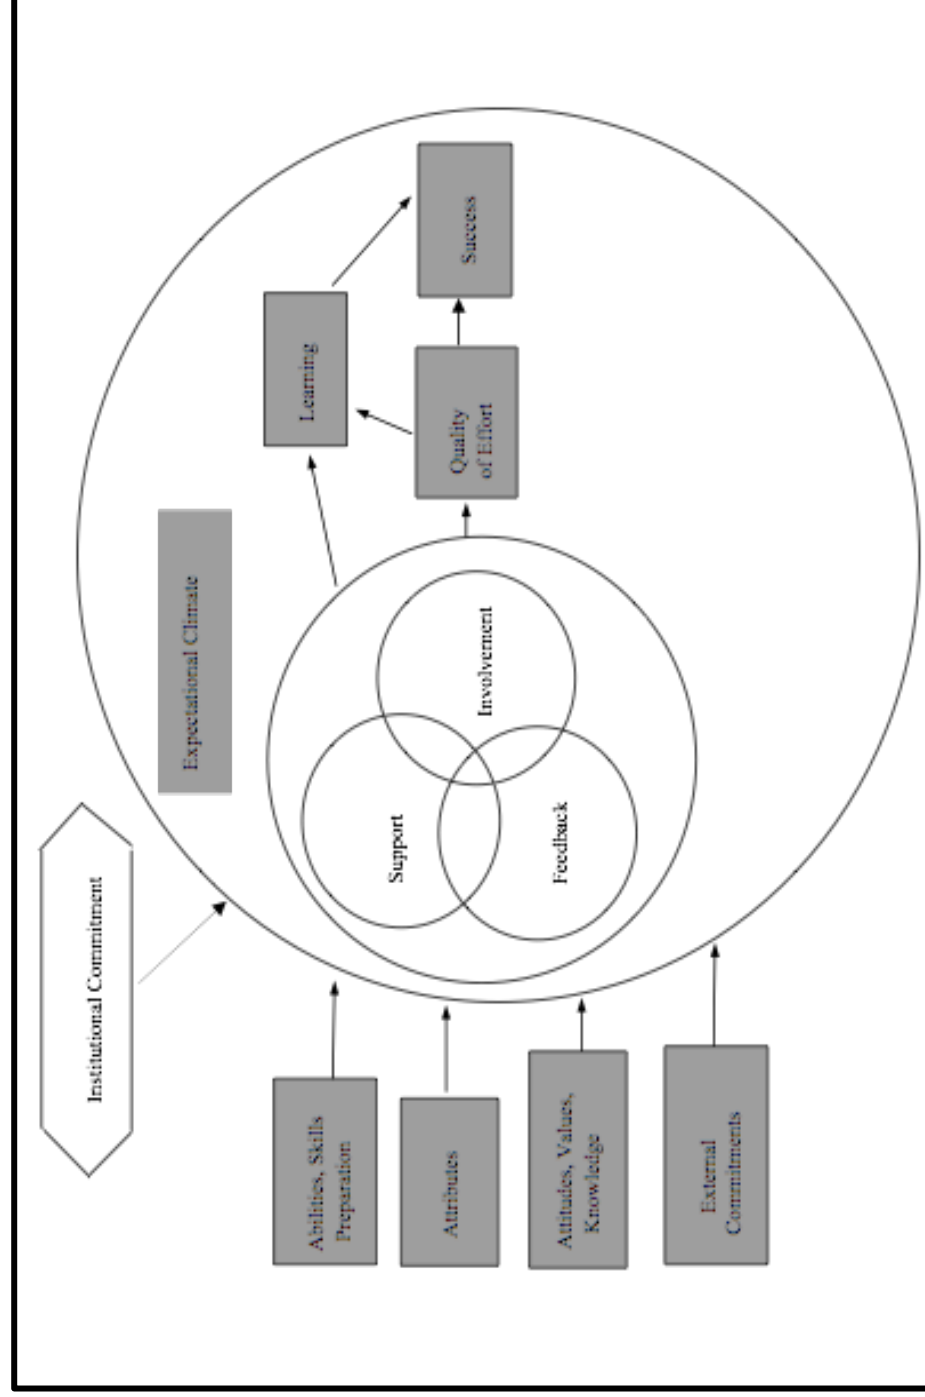 Institutional Commitment
Expectational Climate
Abilities, Skills
Preparation
Attributes
Attitudes, Values,
Knowledge
External
Commitments
Support
Feedback
Involvement
Learning
Quality
of Effort
Success